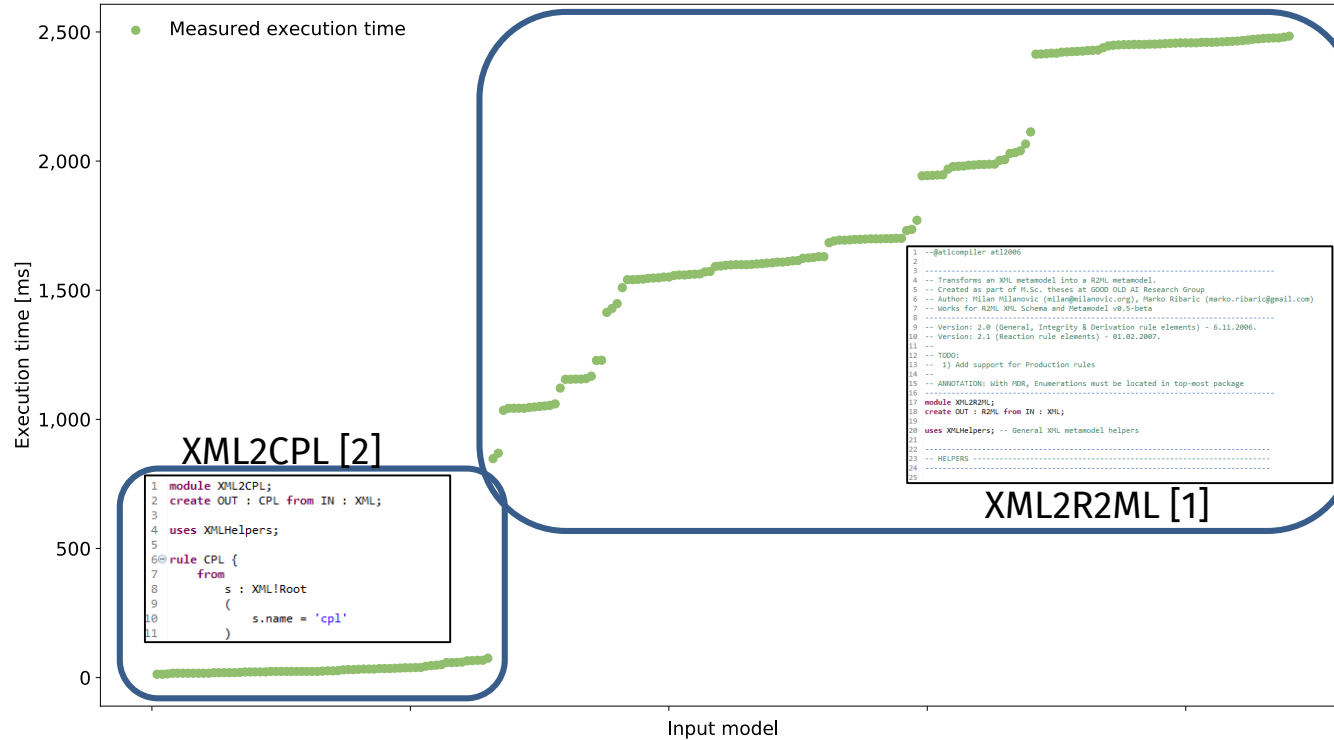 2,500
Measured execution time
2,000
1,500
1,000
500
0
Execution time [ms]
Input model
XML2CPL [2]
1 module XML2CPL;
2 create OUT : CPL from IN : XML;
3
4 uses XMLHelpers;
5
6 rule CPL {
7 from
8 s : XML!Root
9 (
10 s.name = 'cpl'
11 )
1 --@atlcompiler atl2006
2
3 --------------------------------------------------------------------------------
4 -- Transforms an XML metamodel into a R2ML metamodel.
5 -- Created as part of M.Sc. theses at GOOD OLD AI Research Group
6 -- Author: Milan Milanovic (milan@milanovic.org), Marko Ribaric (marko.ribaric@gmail.com)
7 -- Works for R2ML XML Schema and Metamodel v0.5-beta
8 --------------------------------------------------------------------------------
9 -- Version: 2.0 (General, Integrity & Derivation rule elements) - 6.11.2006.
10 -- Version: 2.1 (Reaction rule elements) - 01.02.2007.
11 --
12 -- TODO:
13 -- 1) Add support for Production rules
14 --
15 -- ANNOTATION: With MDR, Enumerations must be located in top-most package
16 --------------------------------------------------------------------------------
17 module XML2R2ML;
18 create OUT : R2ML from IN : XML;
19
20 uses XMLHelpers; -- General XML metamodel helpers
21
22 --------------------------------------------------------------------------------
23 -- HELPERS --------------------------------------------------------------------
24 --------------------------------------------------------------------------------
25
XML2R2ML [1]